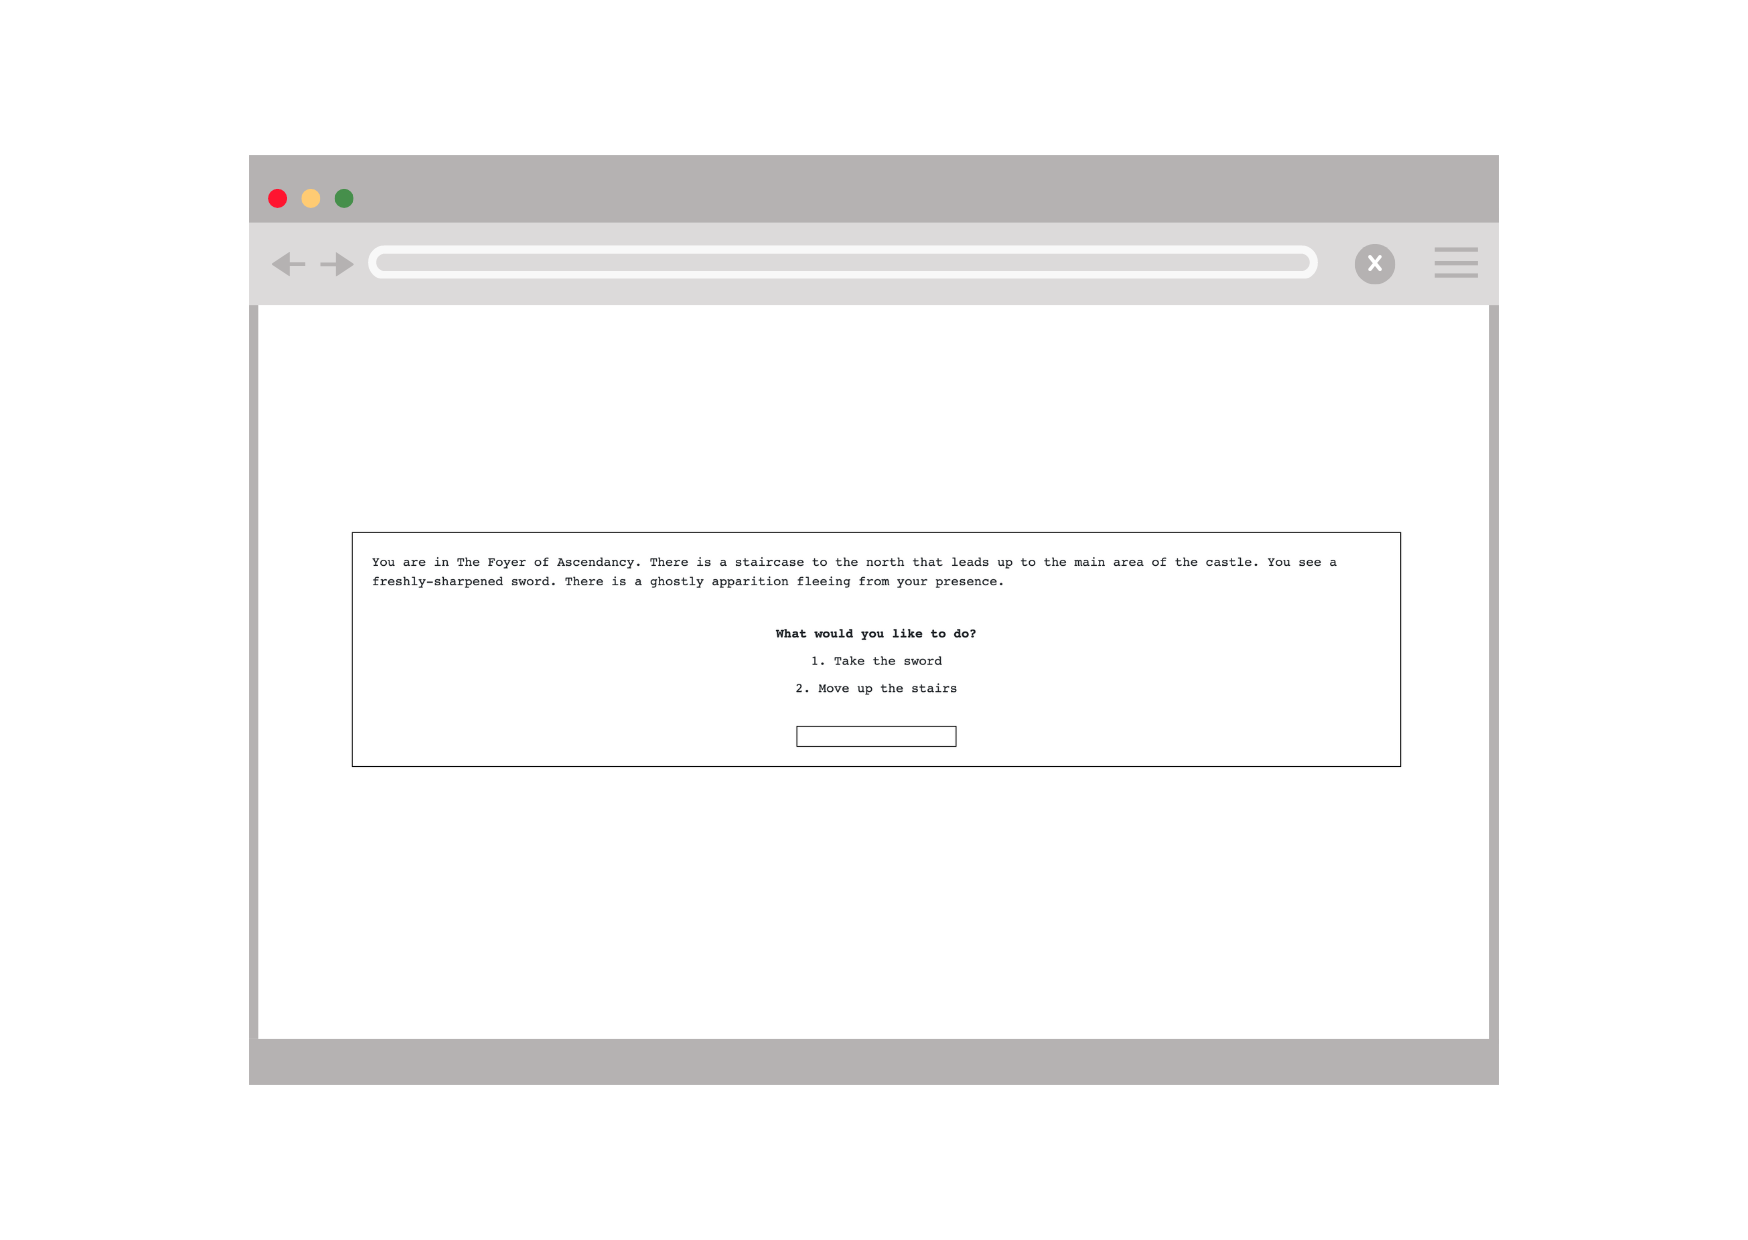 x
You are in The Foyer of Ascendancy. There is a staircase to the north that leads up to the main area of the castle. You see a
freshly-sharpened sword. There is a ghostly apparition fleeing from your presence.
What would you like to do?
1. Take the sword
2. Move up the stairs